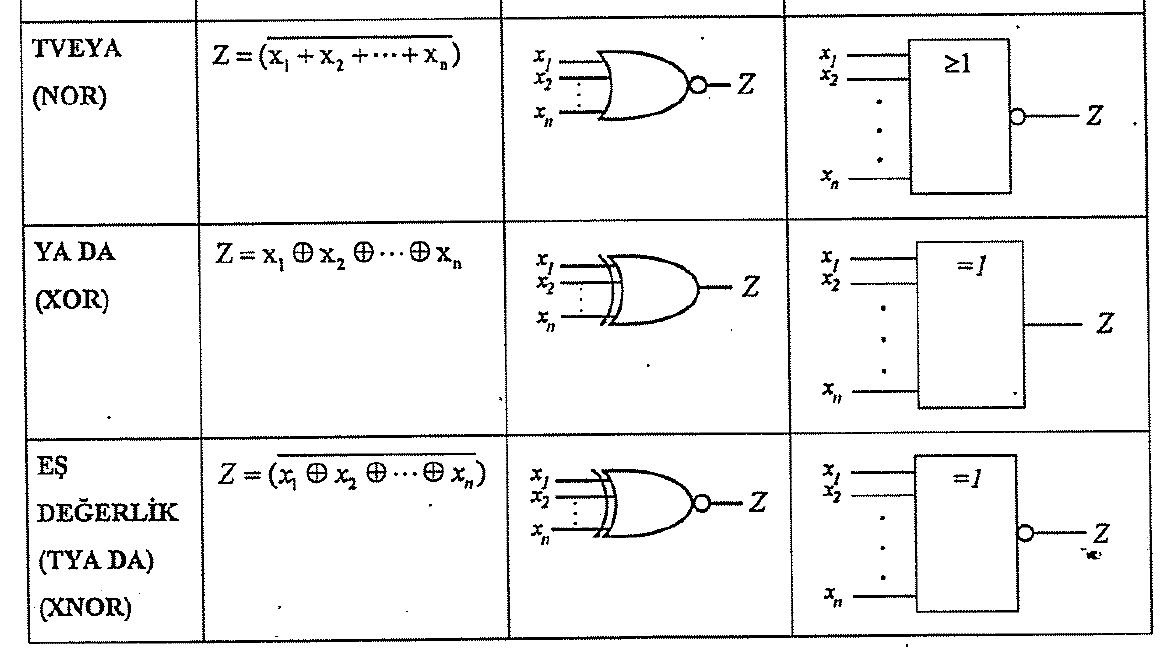 TVEYA
(NOR)
Z = (x₁ + x₂ + ··· + xₙ)
x₁
x₂
xₙ
Z
x₁
x₂
xₙ
≥1
Z
YA DA
(XOR)
Z = x₁ ⊕ x₂ ⊕ ··· ⊕ xₙ
x₁
x₂
xₙ
Z
x₁
x₂
xₙ
=1
Z
EŞ
DEĞERLİK
(TYA DA)
(XNOR)
Z = (x₁ ⊕ x₂ ⊕ ··· ⊕ xₙ)
x₁
x₂
xₙ
Z
x₁
x₂
xₙ
=1
Z